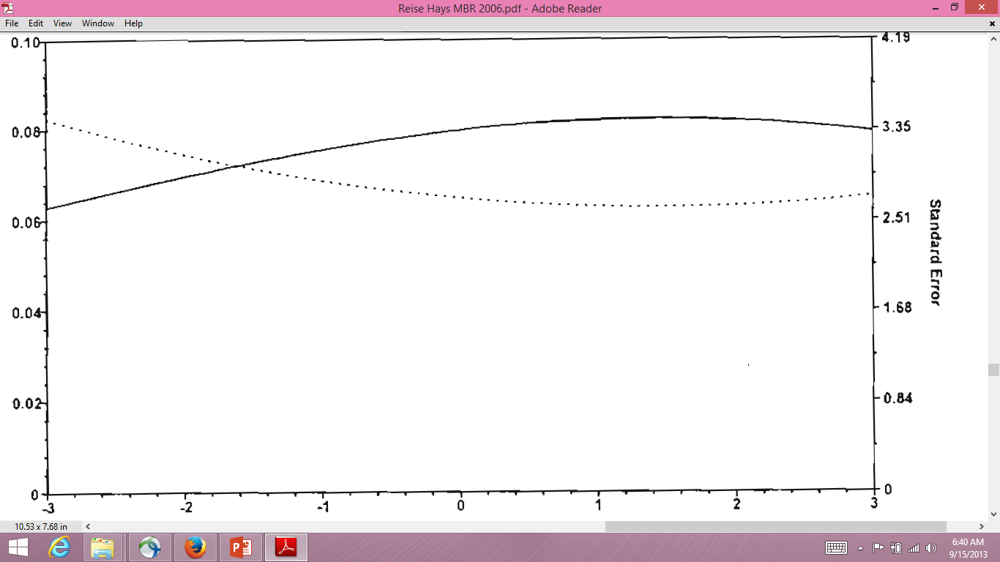 Reise Hays MBR 2006.pdf - Adobe Reader
File Edit View Window Help
0.10
0.08
0.06
0.04
0.02
0
4.19
3.35
2.51
1.68
0.84
0
Standard Error
-3 -2 -1 0 1 2 3
10.53 x 7.68 in
6:40 AM
9/15/2013